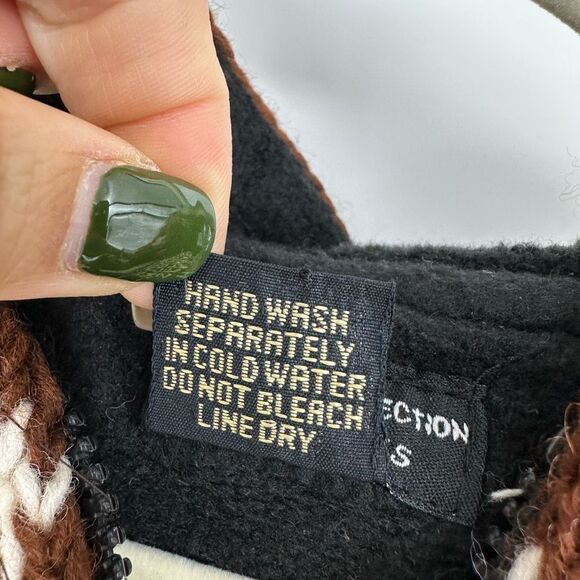 HAND WASH
SEPARATELY
IN COLD WATER
DO NOT BLEACH
LINE DRY
ECTION
S